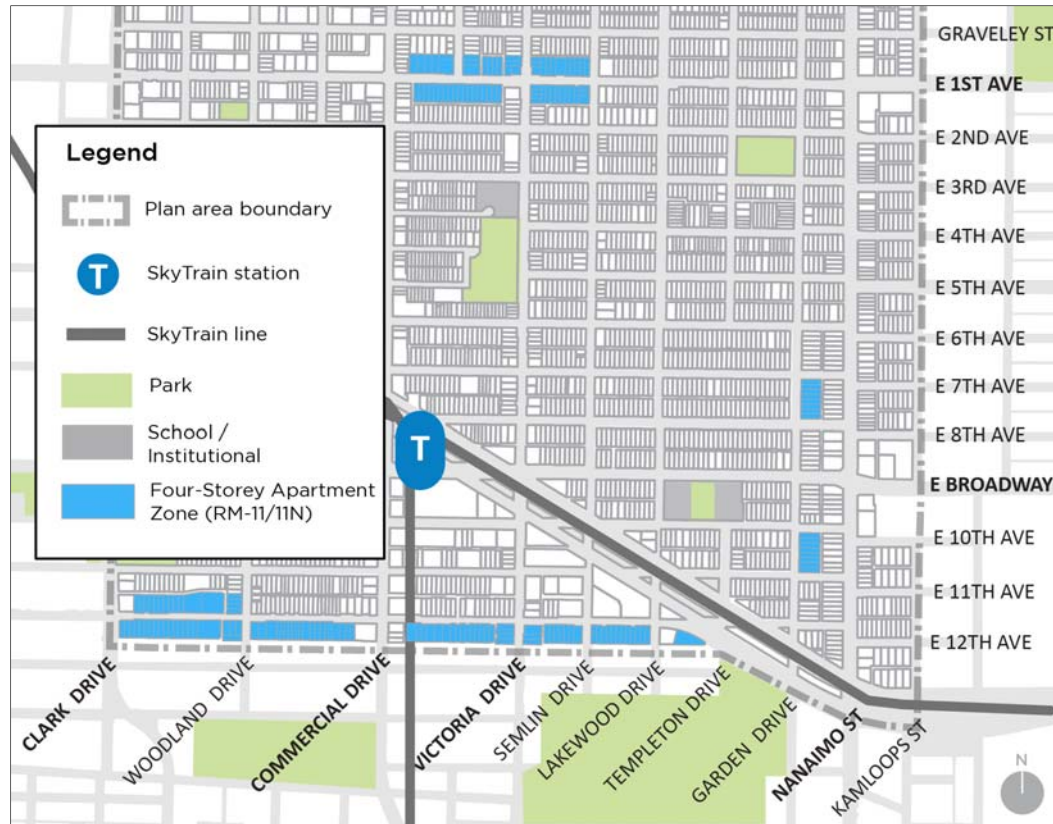 Legend
Plan area boundary
T
SkyTrain station
SkyTrain line
Park
School /
Institutional
Four-Storey Apartment
Zone (RM-11/11N)
T
GRAVELEY ST
E 1ST AVE
E 2ND AVE
E 3RD AVE
E 4TH AVE
E 5TH AVE
E 6TH AVE
E 7TH AVE
E 8TH AVE
E BROADWAY
E 10TH AVE
E 11TH AVE
E 12TH AVE
CLARK DRIVE
WOODLAND DRIVE
COMMERCIAL DRIVE
VICTORIA DRIVE
SEMLIN DRIVE
LAKEWOOD DRIVE
TEMPLETON DRIVE
GARDEN DRIVE
NANAIMO ST
KAMLOOPS ST
N